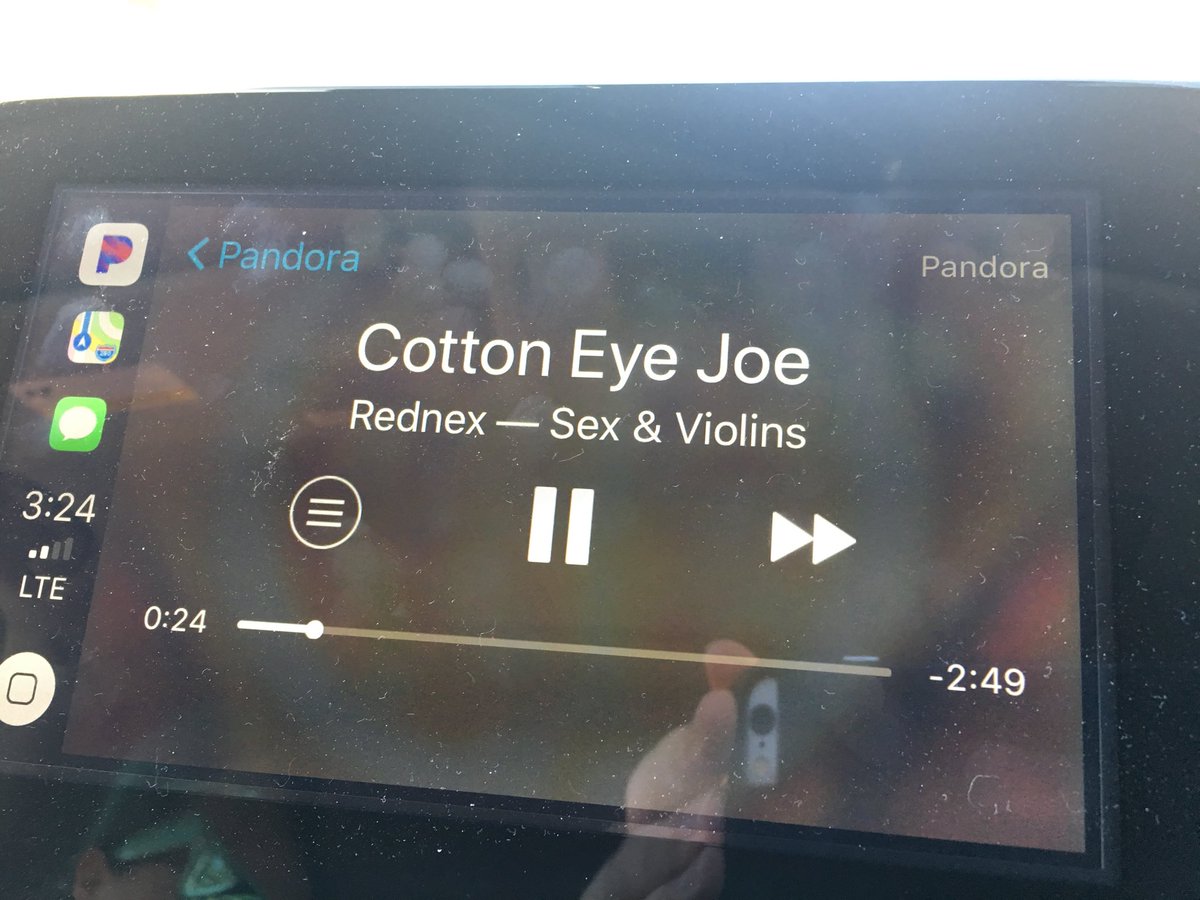 Pandora
Pandora
Cotton Eye Joe
Rednex — Sex & Violins
3:24
LTE
0:24
-2:49